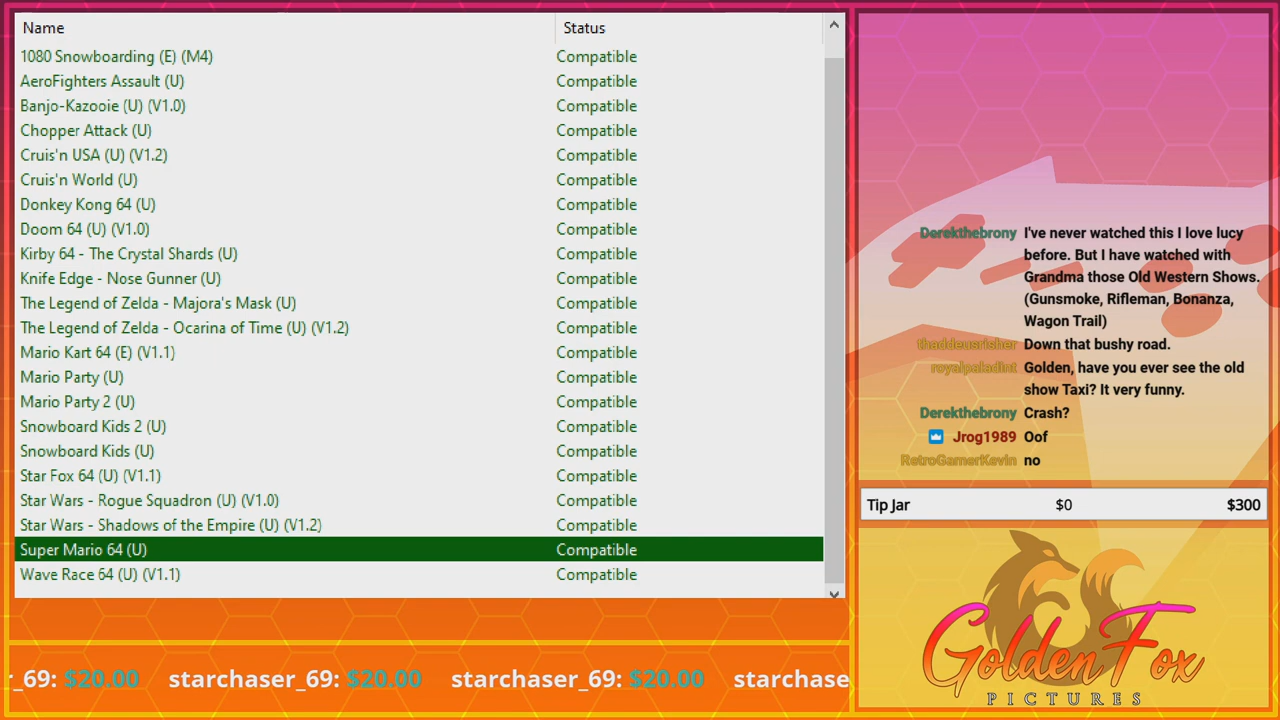 Name Status
1080 Snowboarding (E) (M4) Compatible
AeroFighters Assault (U) Compatible
Banjo-Kazooie (U) (V1.0) Compatible
Chopper Attack (U) Compatible
Cruis'n USA (U) (V1.2) Compatible
Cruis'n World (U) Compatible
Donkey Kong 64 (U) Compatible
Doom 64 (U) (V1.0) Compatible
Kirby 64 - The Crystal Shards (U) Compatible
Knife Edge - Nose Gunner (U) Compatible
The Legend of Zelda - Majora's Mask (U) Compatible
The Legend of Zelda - Ocarina of Time (U) (V1.2) Compatible
Mario Kart 64 (E) (V1.1) Compatible
Mario Party (U) Compatible
Mario Party 2 (U) Compatible
Snowboard Kids 2 (U) Compatible
Snowboard Kids (U) Compatible
Star Fox 64 (U) (V1.1) Compatible
Star Wars - Rogue Squadron (U) (V1.0) Compatible
Star Wars - Shadows of the Empire (U) (V1.2) Compatible
Super Mario 64 (U) Compatible
Wave Race 64 (U) (V1.1) Compatible
Derekthebrony I've never watched this I love lucy
before. But I have watched with
Grandma those Old Western Shows.
(Gunsmoke, Rifleman, Bonanza,
Wagon Trail)
thaddeusrisher Down that bushy road.
royalpaladint Golden, have you ever see the old
show Taxi? It very funny.
Derekthebrony Crash?
Jrog1989 Oof
RetroGamerKevin no
Tip Jar $0 $300
GoldenFox
PICTURES
r_69: $20.00 starchaser_69: $20.00 starchaser_69: $20.00 starchase